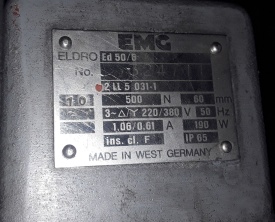 EMG
ELDRO Ed 50/6
No.
2 LL 5 031-1
500 N 60 mm
3~Δ/Y 220/380 V 50 Hz
1.06/0.61 A 190 W
ins. cl. F IP 65
MADE IN WEST GERMANY